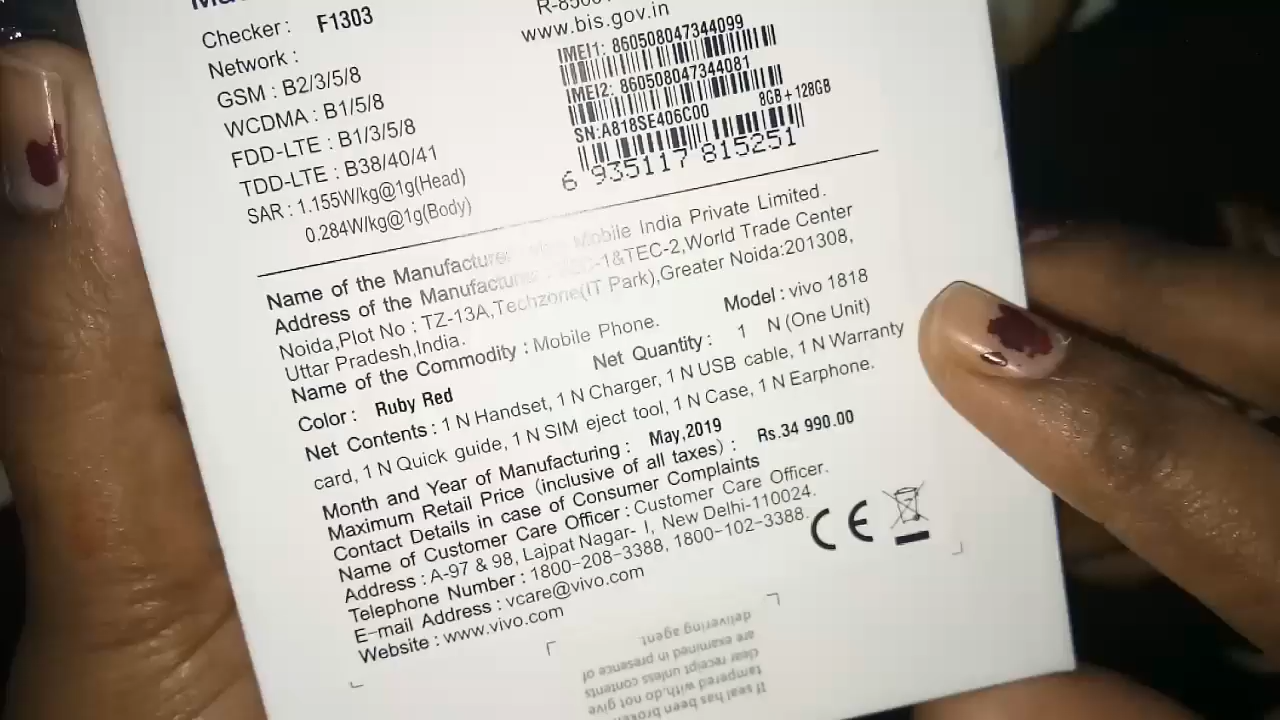 Checker : F1303
Network :
GSM : B2/3/5/8
WCDMA : B1/5/8
FDD-LTE : B1/3/5/8
TDD-LTE : B38/40/41
SAR : 1.155W/kg@1g(Head)
0.284W/kg@1g(Body)
www.bis.gov.in
IMEI1: 860508047344099
IMEI2: 860508047344081
SN:A818SE406C00
8GB+128GB
6 935117 815251
Name of the Manufacturer Mobile India Private Limited.
Address of the Manufacturer -1&TEC-2,World Trade Center
Noida,Plot No : TZ-13A,Techzone(IT Park),Greater Noida:201308,
Uttar Pradesh,India.
Name of the Commodity : Mobile Phone.
Model : vivo 1818
Color : Ruby Red
Net Quantity : 1 N (One Unit)
Net Contents : 1 N Handset, 1 N Charger, 1 N USB cable, 1 N Warranty
card, 1 N Quick guide, 1 N SIM eject tool, 1 N Case, 1 N Earphone.
Month and Year of Manufacturing : May,2019
Maximum Retail Price (inclusive of all taxes) : Rs.34 990.00
Contact Details in case of Consumer Complaints
Name of Customer Care Officer : Customer Care Officer.
Address : A-97 & 98, Lajpat Nagar- I, New Delhi-110024.
Telephone Number : 1800-208-3388, 1800-102-3388.
E-mail Address : vcare@vivo.com
Website : www.vivo.com
CE
If seal has been broken
tampered with,do not give
clear receipt unless contents
are examined in presence of
delivering agent